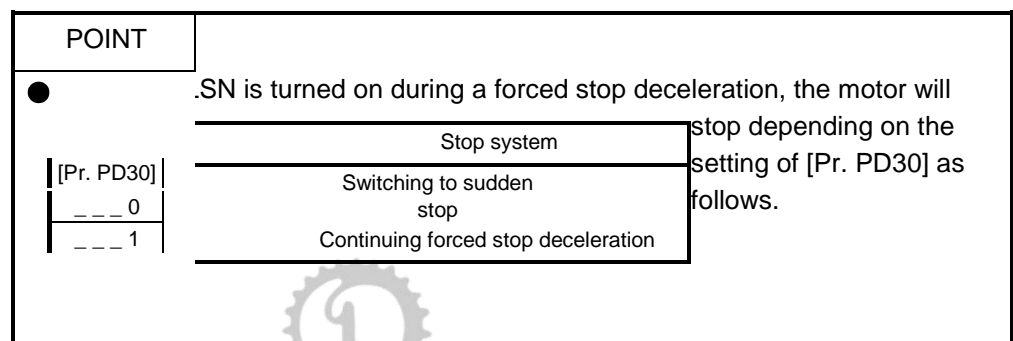 POINT
● LSN is turned on during a forced stop deceleration, the motor will
stop depending on the
setting of [Pr. PD30] as
follows.
[Pr. PD30] Stop system
_ _ _ 0 Switching to sudden
stop
_ _ _ 1 Continuing forced stop deceleration